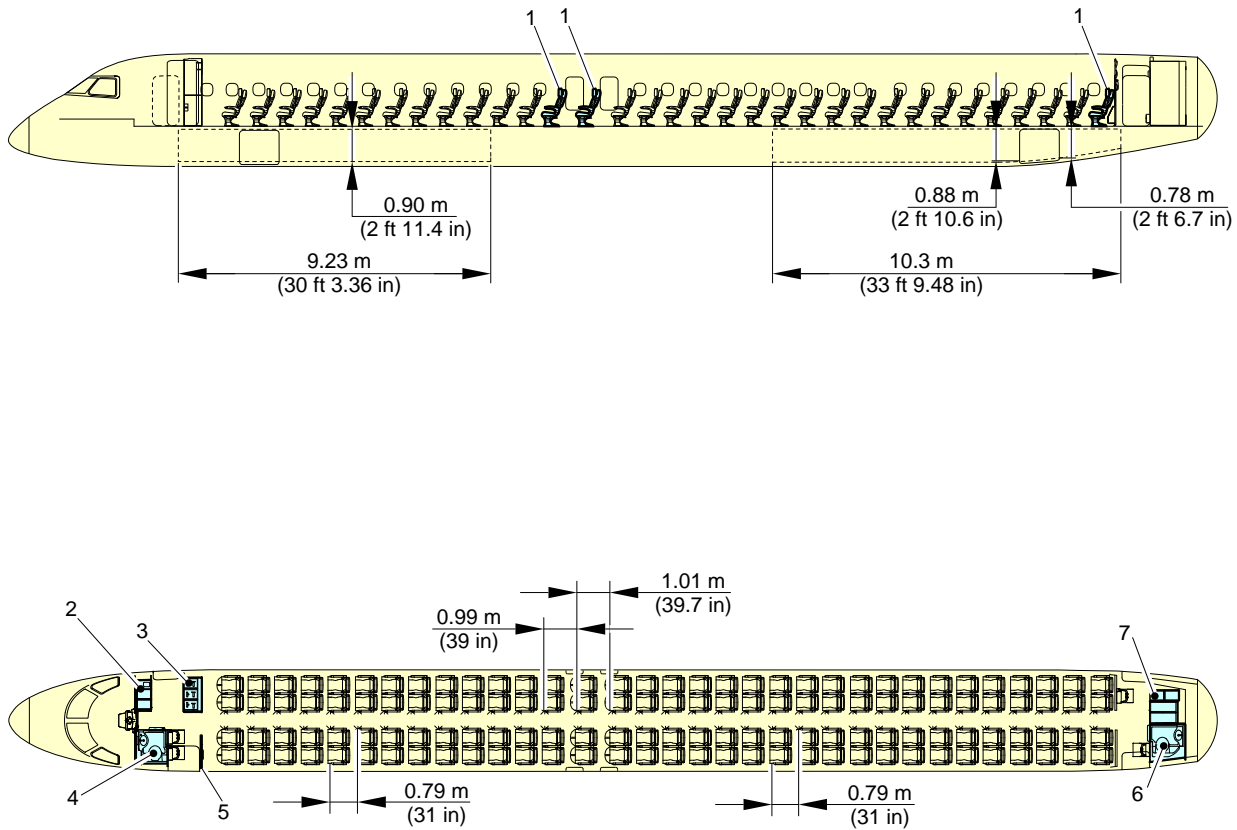 1
1
1
0.90 m
(2 ft 11.4 in)
0.88 m
(2 ft 10.6 in)
0.78 m
(2 ft 6.7 in)
9.23 m
(30 ft 3.36 in)
10.3 m
(33 ft 9.48 in)
1.01 m
(39.7 in)
0.99 m
(39 in)
2
3
7
4
5
0.79 m
(31 in)
0.79 m
(31 in)
6